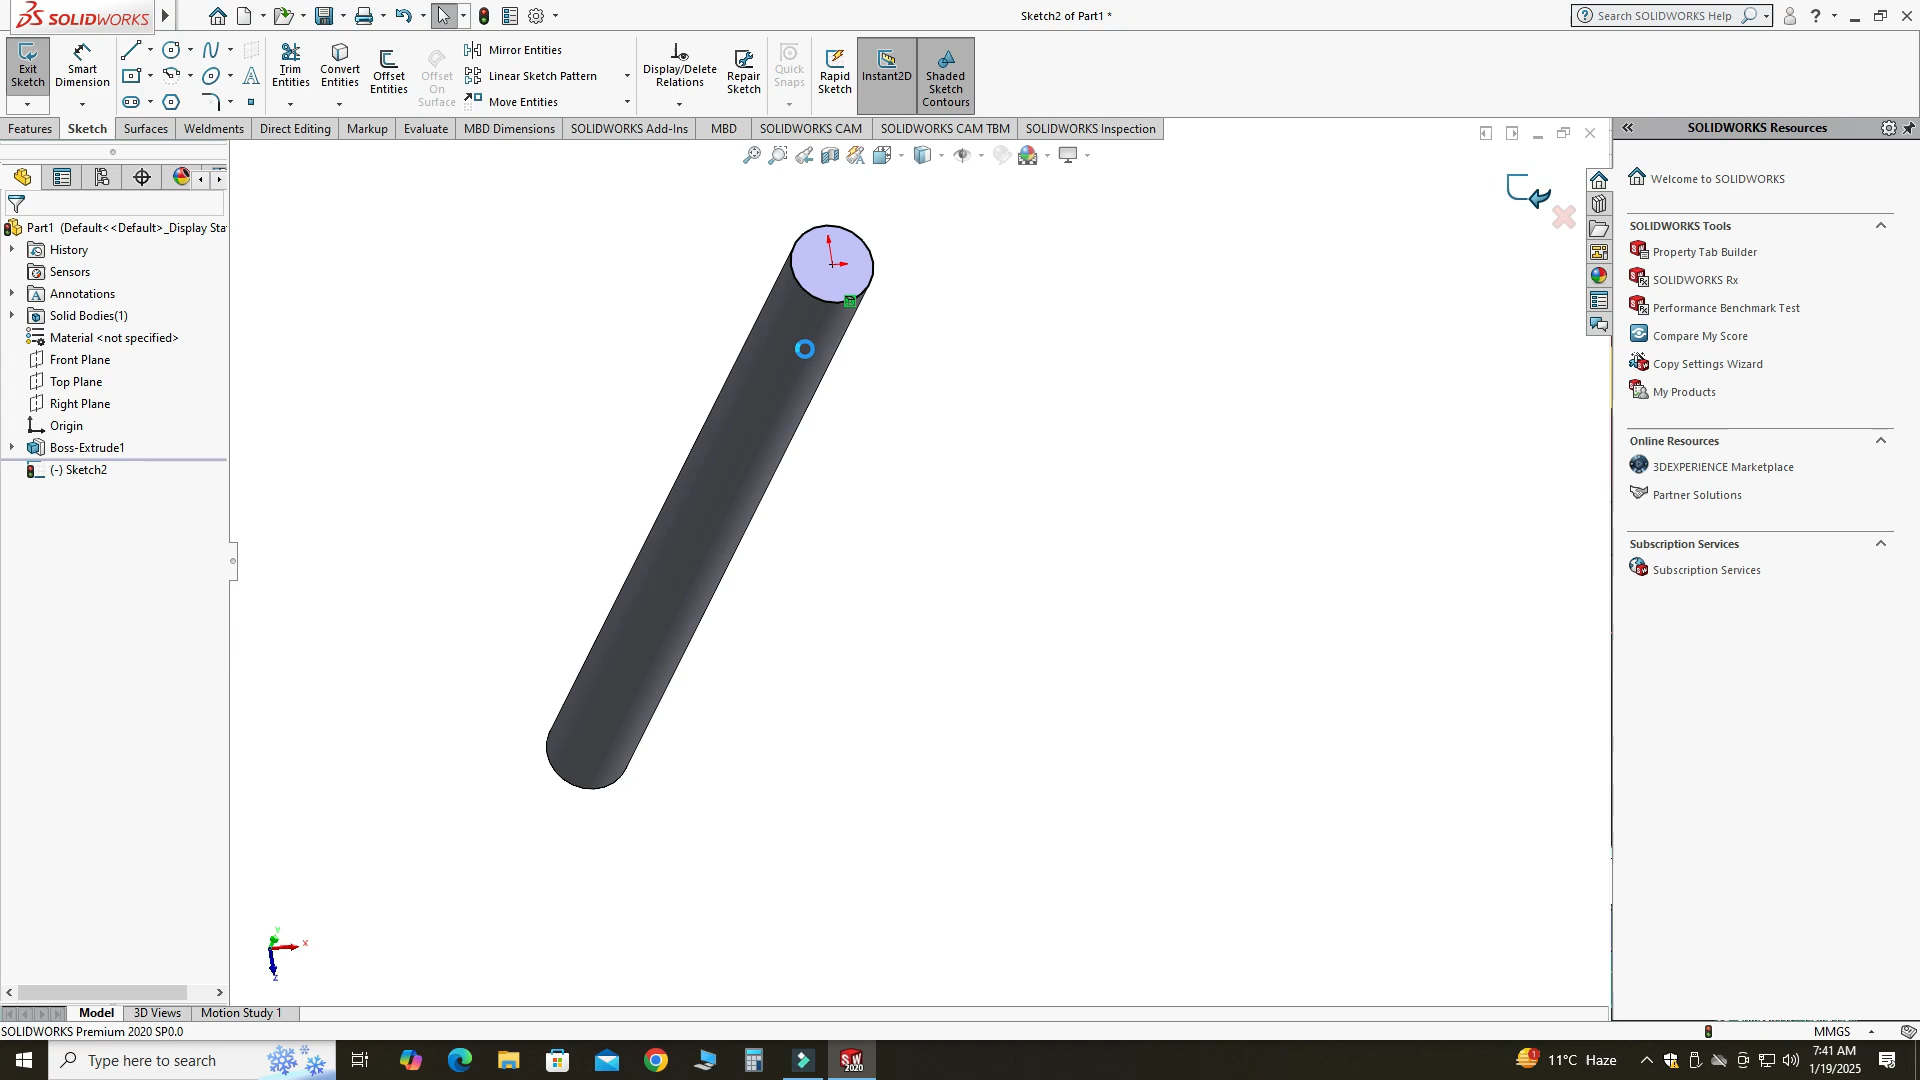 SOLIDWORKS
Sketch2 of Part1 *
Search SOLIDWORKS Help
Exit Sketch
Smart Dimension
Trim Entities
Convert Entities
Offset Entities
Offset On Surface
Mirror Entities
Linear Sketch Pattern
Move Entities
Display/Delete Relations
Repair Sketch
Quick Snaps
Rapid Sketch
Instant2D
Shaded Sketch Contours
Features
Sketch
Surfaces
Weldments
Direct Editing
Markup
Evaluate
MBD Dimensions
SOLIDWORKS Add-Ins
MBD
SOLIDWORKS CAM
SOLIDWORKS CAM TBM
SOLIDWORKS Inspection
Part1 (Default<<Default>_Display Sta
History
Sensors
Annotations
Solid Bodies(1)
Material <not specified>
Front Plane
Top Plane
Right Plane
Origin
Boss-Extrude1
(-) Sketch2
SOLIDWORKS Resources
Welcome to SOLIDWORKS
SOLIDWORKS Tools
Property Tab Builder
SOLIDWORKS Rx
Performance Benchmark Test
Compare My Score
Copy Settings Wizard
My Products
Online Resources
3DEXPERIENCE Marketplace
Partner Solutions
Subscription Services
Subscription Services
Y
X
Z
Model
3D Views
Motion Study 1
SOLIDWORKS Premium 2020 SP0.0
MMGS
Type here to search
11°C Haze
7:41 AM
1/19/2025